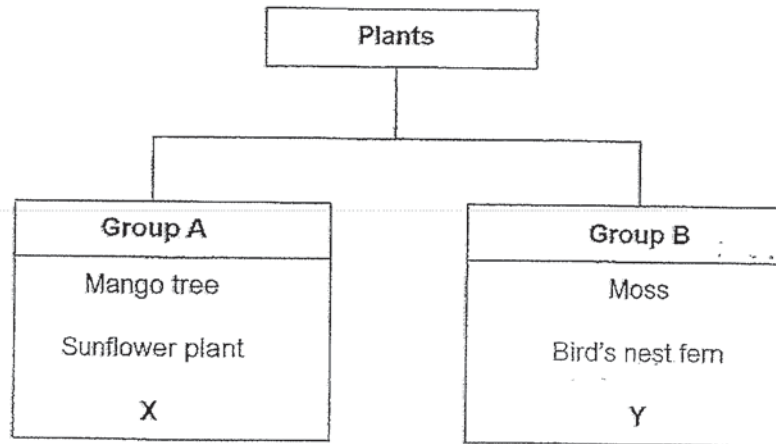 Plants
Group A
Mango tree
Sunflower plant
X
Group B
Moss
Bird's nest fern
Y